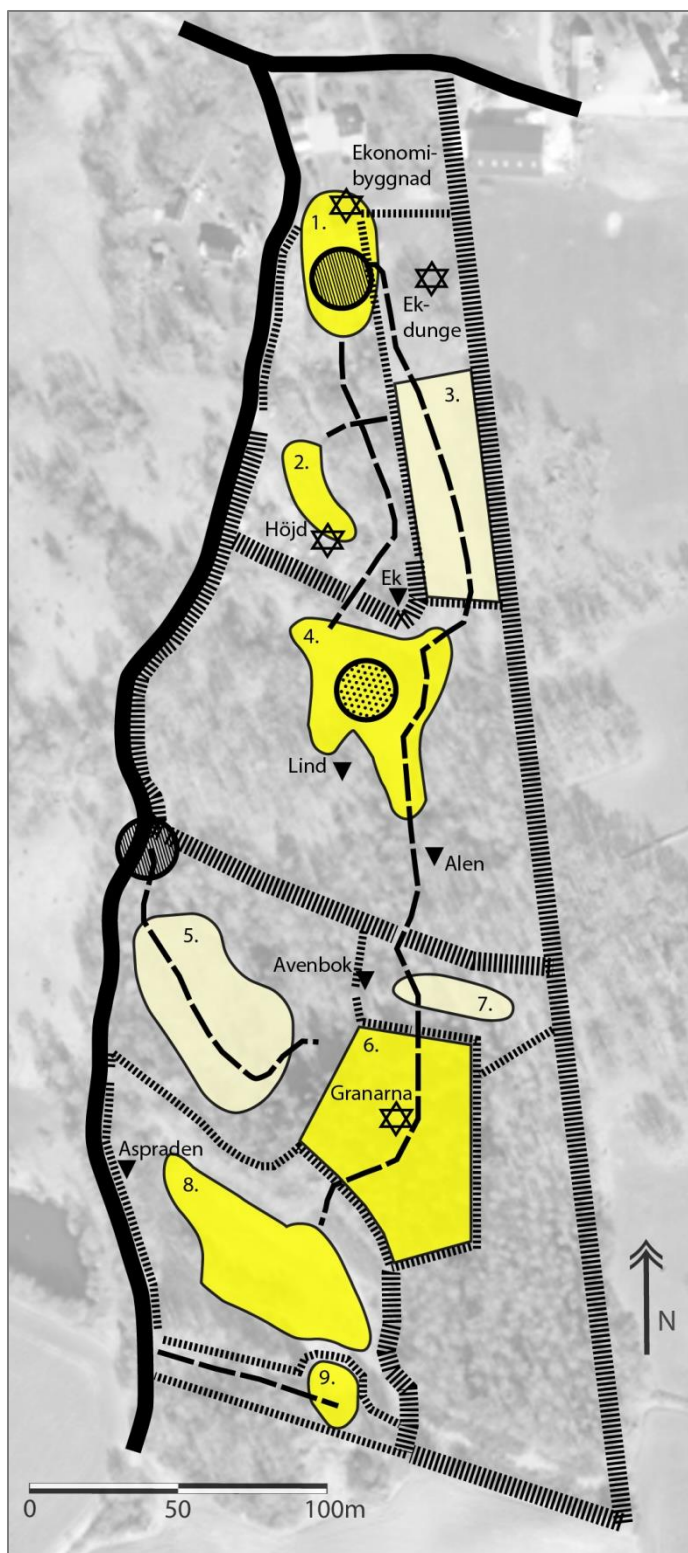 Ekonomi-
byggnad
1.
Ek-
dunge
3.
2.
Höjd
Ek
4.
Lind
Alen
5.
Avenbok
7.
6.
Granarna
Aspraden
8.
N
9.
0 50 100m